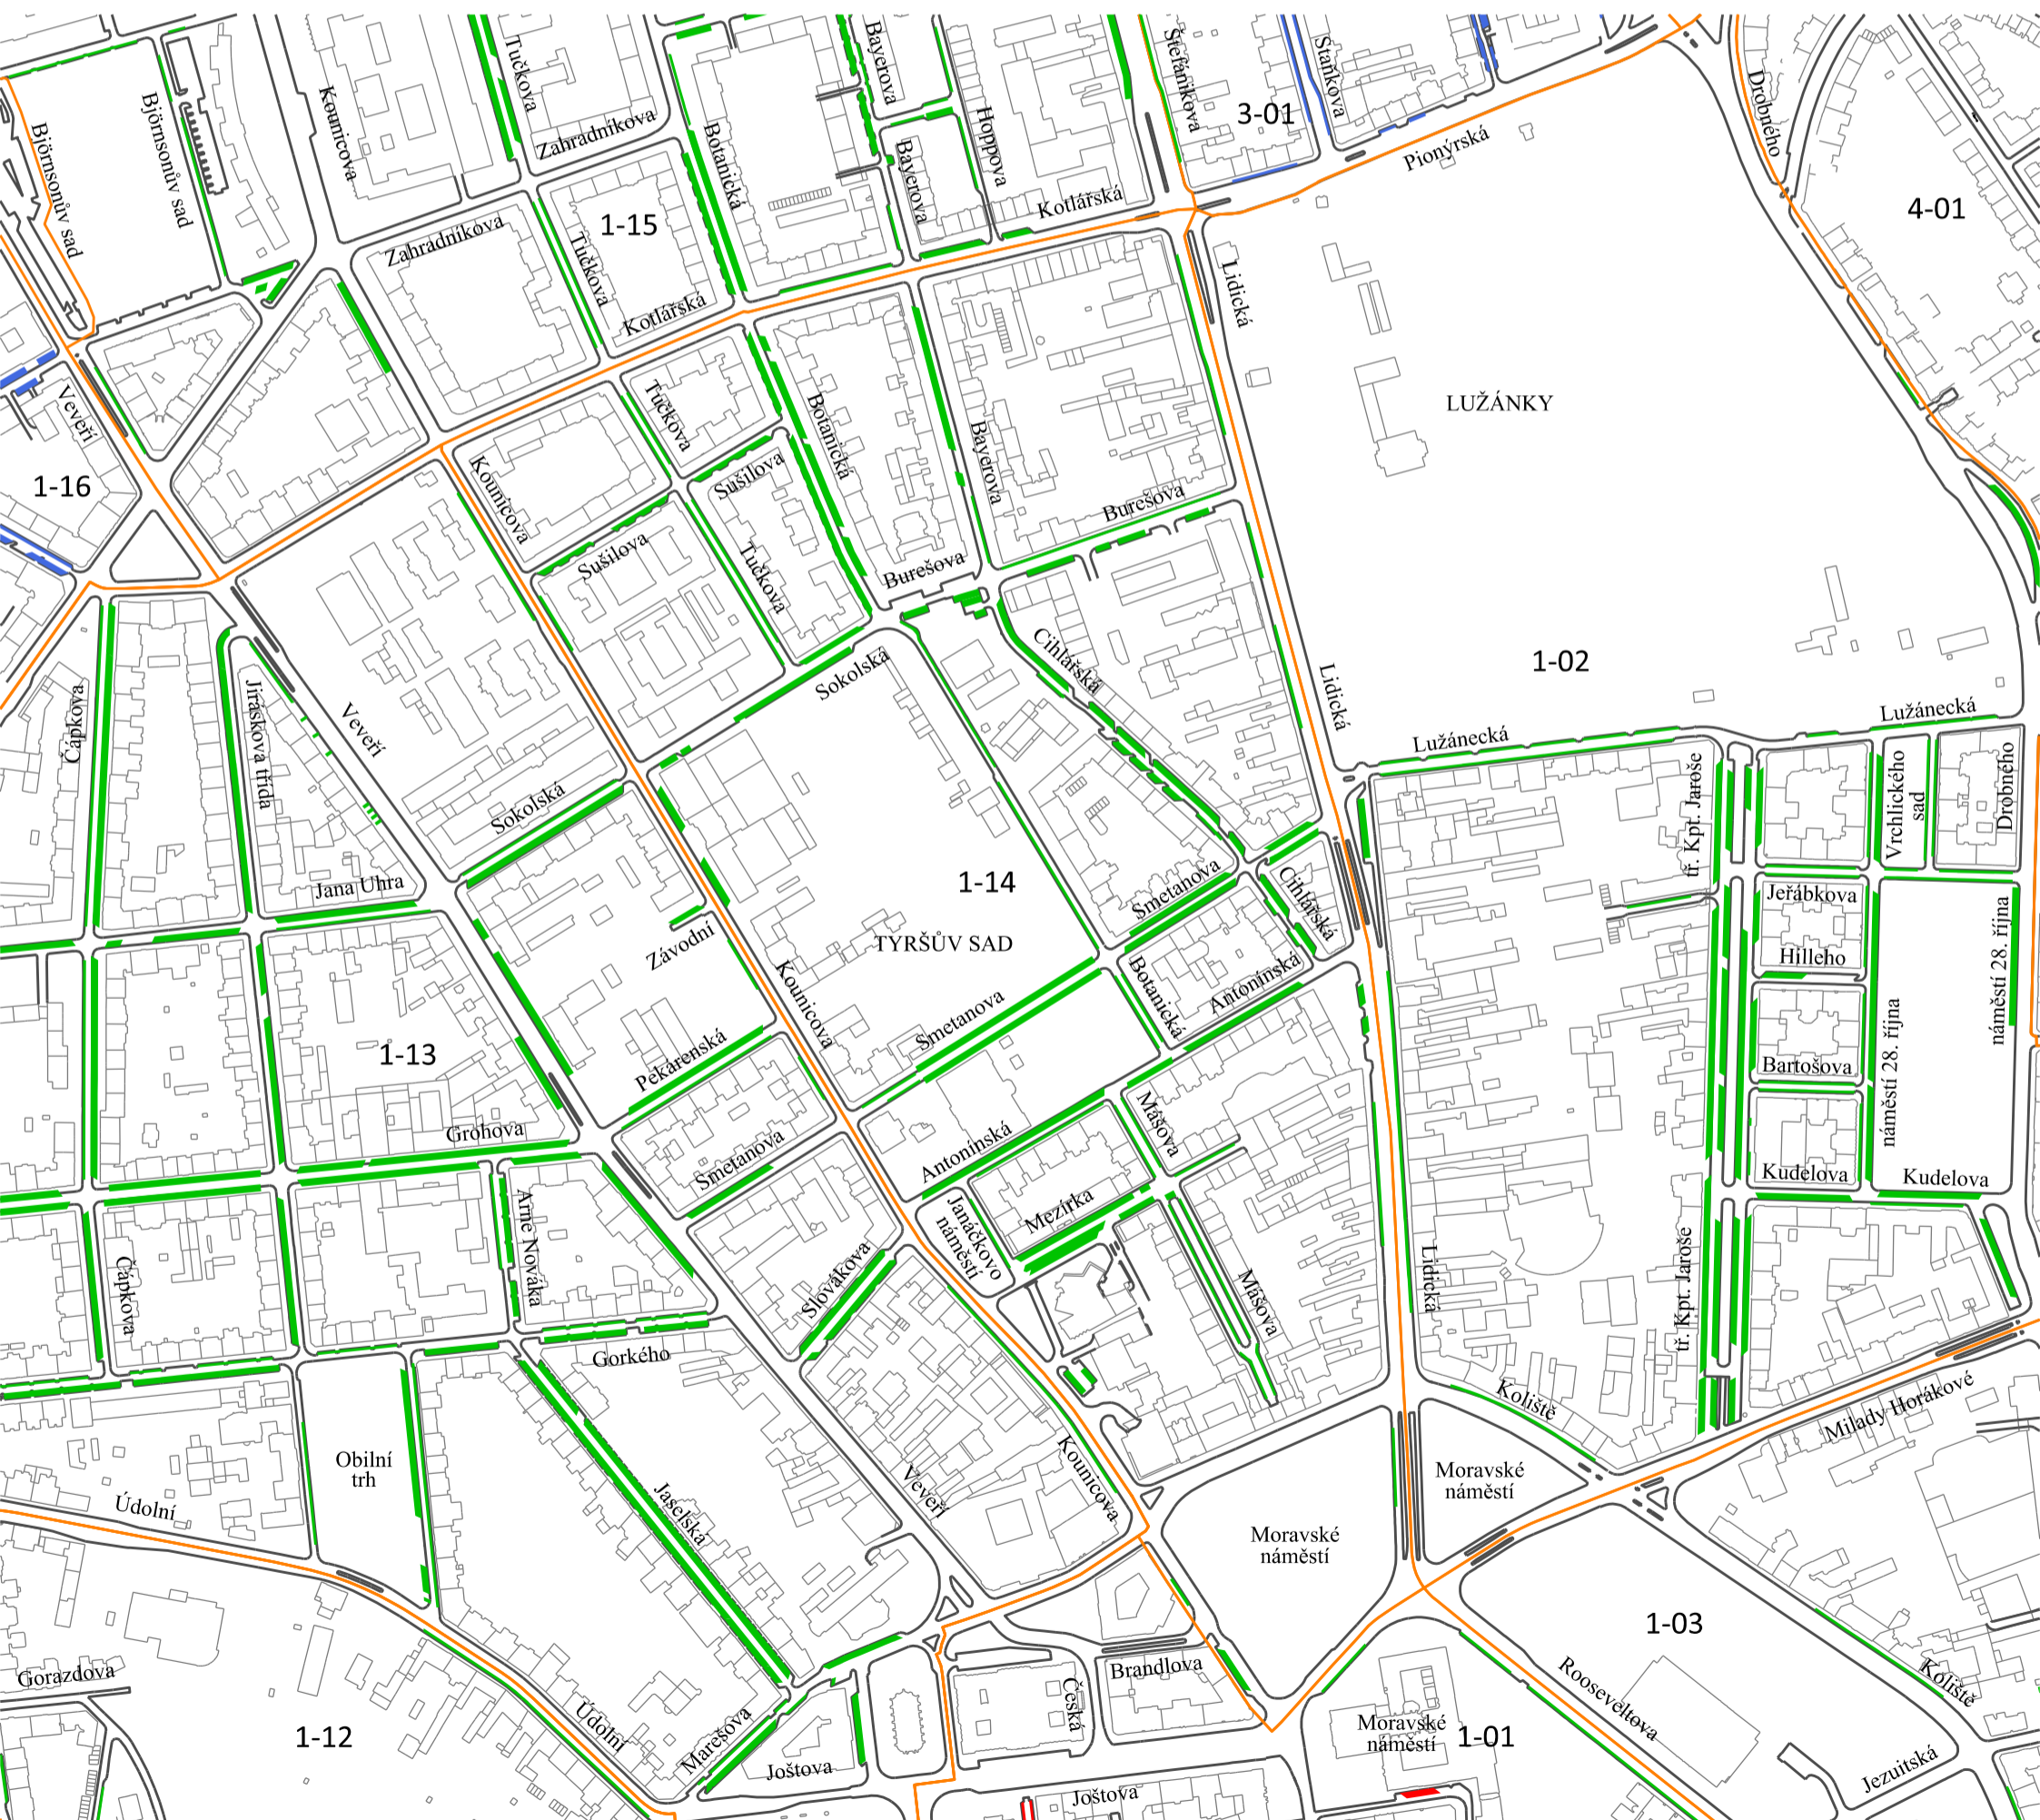 Tučkova
Bayerova
Štefánikova
Staňkova
3-01
Drobného
Kounicova
Björnsonův sad
Björnsonův sad
Zahradníkova
Botanická
Hoppova
Bayerova
Pionýrská
4-01
Kotlářská
1-15
Zahradníkova
Tučkova
Kotlářská
Lidická
Veveří
Tučkova
Botanická
LUŽÁNKY
Bayerova
1-16
Kounicova
Sušilova
Burešova
Sušilova
Tučkova
Burešova
Cihlářská
Sokolská
1-02
Lidická
Čápkova
Jiráskova třída
Veveří
Lužánecká
Lužánecká
Sokolská
tř. Kpt. Jaroše
Vrchlického
sad
Drobného
1-14
Jana Uhra
Smetanova
Cihlářská
Jeřábkova
Závodní
TYRŠŮV SAD
Hilleho
náměstí 28. října
Kounicova
Botanická
Antonínská
Smetanova
1-13
Pekárenská
Bartošova
náměstí 28. října
Grohova
Mášova
Antonínská
Smetanova
Kudelova
Kudelova
Arne Nováka
Mezírka
Janáčkovo
náměstí
Čápkova
Slovákova
Mášova
Lidická
tř. Kpt. Jaroše
Gorkého
Koliště
Milady Horákové
Obilní
trh
Údolní
Jaselská
Veveří
Kounicova
Moravské
náměstí
Moravské
náměstí
1-03
Gorazdova
Brandlova
Česká
Rooseveltova
Koliště
1-12
Údolní
Marešova
Joštova
Moravské
náměstí
1-01
Joštova
Jezuitská